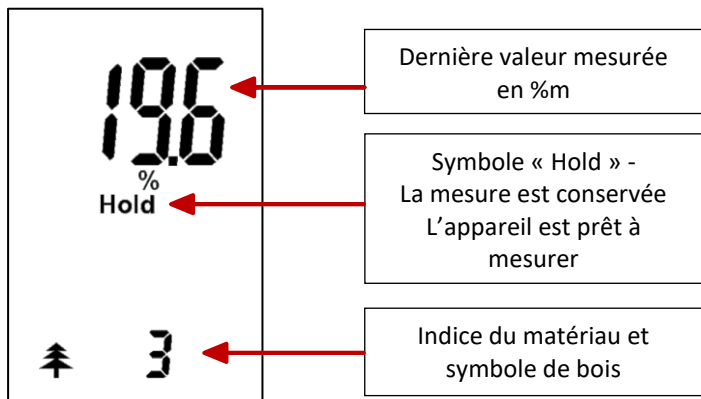 19.6
%
Hold
3
Dernière valeur mesurée
en %m
Symbole « Hold » -
La mesure est conservée
L’appareil est prêt à
mesurer
Indice du matériau et
symbole de bois